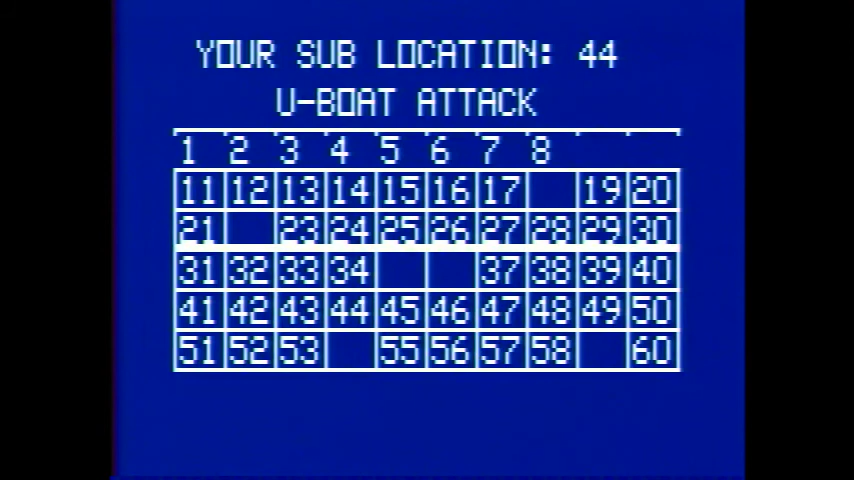 YOUR SUB LOCATION: 44
U-BOAT ATTACK
1 2 3 4 5 6 7 8
11 12 13 14 15 16 17 19 20
21 23 24 25 26 27 28 29 30
31 32 33 34 37 38 39 40
41 42 43 44 45 46 47 48 49 50
51 52 53 55 56 57 58 60